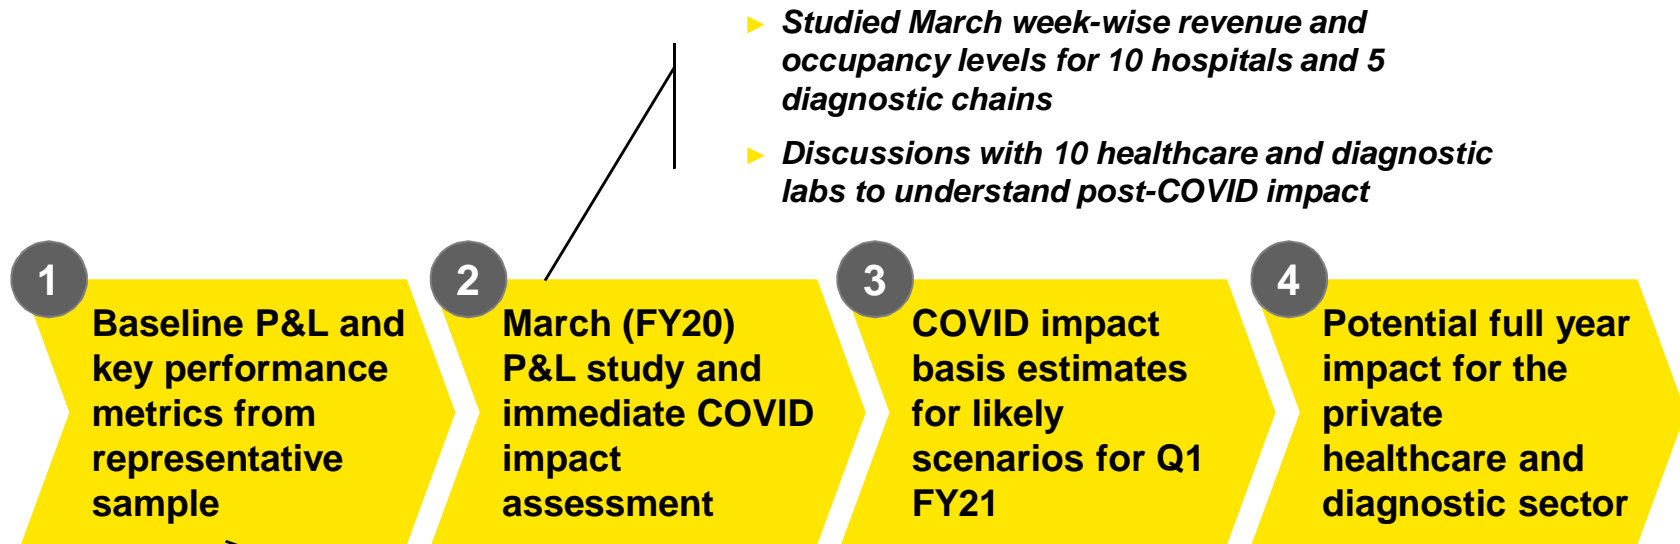 ► Studied March week-wise revenue and
occupancy levels for 10 hospitals and 5
diagnostic chains
► Discussions with 10 healthcare and diagnostic
labs to understand post-COVID impact
1
Baseline P&L and
key performance
metrics from
representative
sample
2
March (FY20)
P&L study and
immediate COVID
impact
assessment
3
COVID impact
basis estimates
for likely
scenarios for Q1
FY21
4
Potential full year
impact for the
private
healthcare and
diagnostic sector